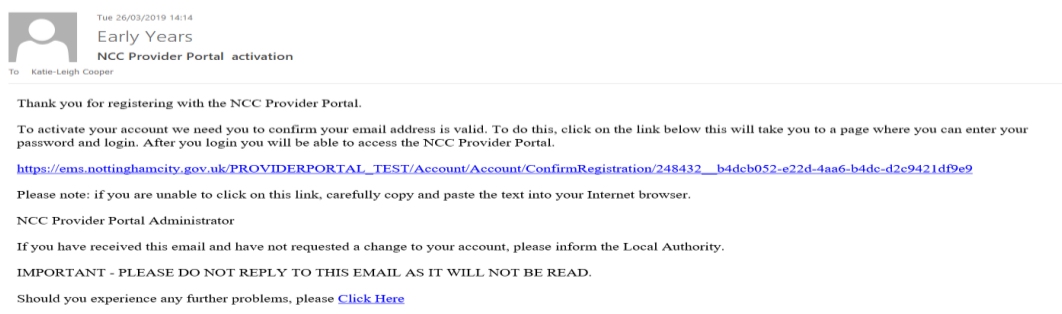 Tue 26/03/2019 14:14
Early Years
NCC Provider Portal activation
To Katie-Leigh Cooper
Thank you for registering with the NCC Provider Portal.
To activate your account we need you to confirm your email address is valid. To do this, click on the link below this will take you to a page where you can enter your
password and login. After you login you will be able to access the NCC Provider Portal.
https://ems.nottinghamcity.gov.uk/PROVIDERPORTAL_TEST/Account/Account/ConfirmRegistration/248432__b4dcb052-e22d-4aa6-b4dc-d2c9421df9e9
Please note: if you are unable to click on this link, carefully copy and paste the text into your Internet browser.
NCC Provider Portal Administrator
If you have received this email and have not requested a change to your account, please inform the Local Authority.
IMPORTANT - PLEASE DO NOT REPLY TO THIS EMAIL AS IT WILL NOT BE READ.
Should you experience any further problems, please Click Here